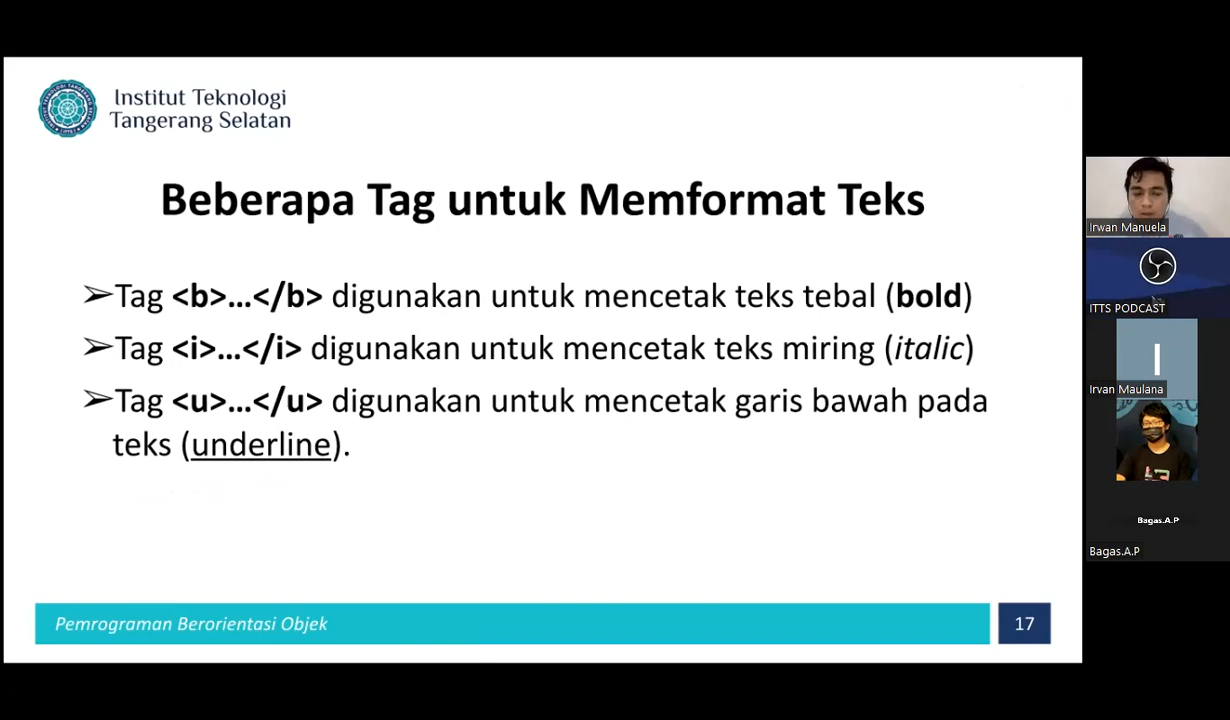 Institut Teknologi
Tangerang Selatan
Beberapa Tag untuk Memformat Teks
➢Tag <b>…</b> digunakan untuk mencetak teks tebal (bold)
➢Tag <i>…</i> digunakan untuk mencetak teks miring (italic)
➢Tag <u>…</u> digunakan untuk mencetak garis bawah pada
teks (underline).
Pemrograman Berorientasi Objek
17
Irwan Manuela
ITTS PODCAST
I
Irvan Maulana
Bagas.A.P
Bagas.A.P